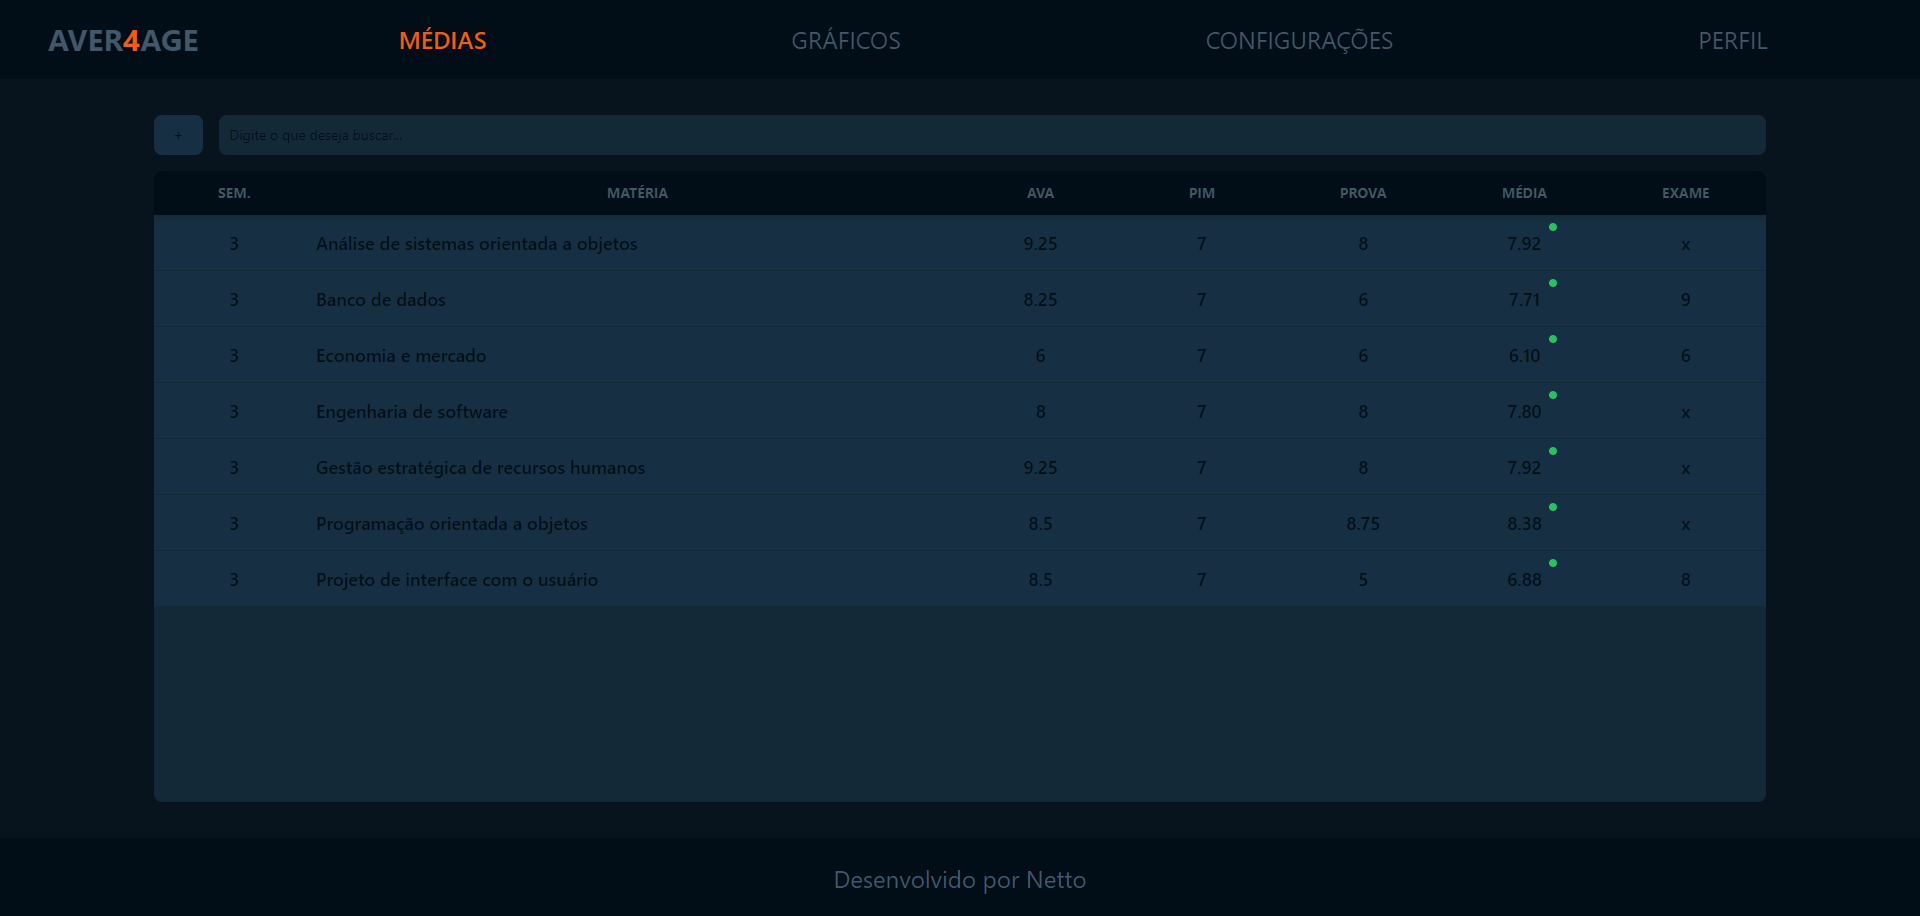 AVER4AGE MÉDIAS GRÁFICOS CONFIGURAÇÕES PERFIL
+ Digite o que deseja buscar...
SEM. MATÉRIA AVA PIM PROVA MÉDIA EXAME
3 Análise de sistemas orientada a objetos 9.25 7 8 7.92 x
3 Banco de dados 8.25 7 6 7.71 9
3 Economia e mercado 6 7 6 6.10 6
3 Engenharia de software 8 7 8 7.80 x
3 Gestão estratégica de recursos humanos 9.25 7 8 7.92 x
3 Programação orientada a objetos 8.5 7 8.75 8.38 x
3 Projeto de interface com o usuário 8.5 7 5 6.88 8
Desenvolvido por Netto